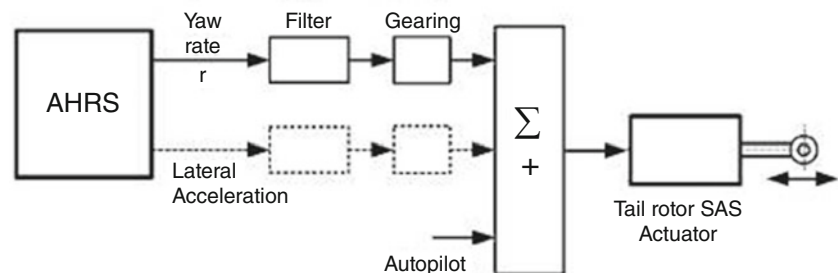 Yaw
rate
r
Filter
Gearing
AHRS
Lateral
Acceleration
Σ
+
Autopilot
Tail rotor SAS
Actuator